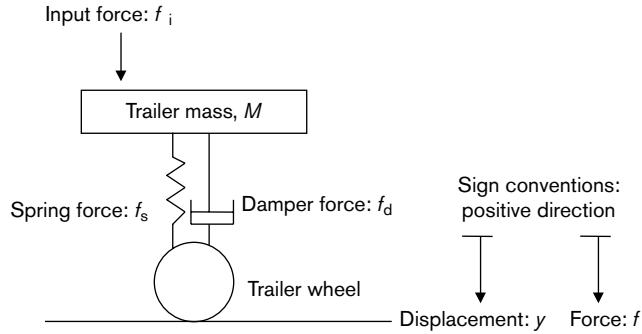 Input force: f i
Trailer mass, M
Spring force: fs
Damper force: fd
Trailer wheel
Sign conventions:
positive direction
Displacement: y
Force: f